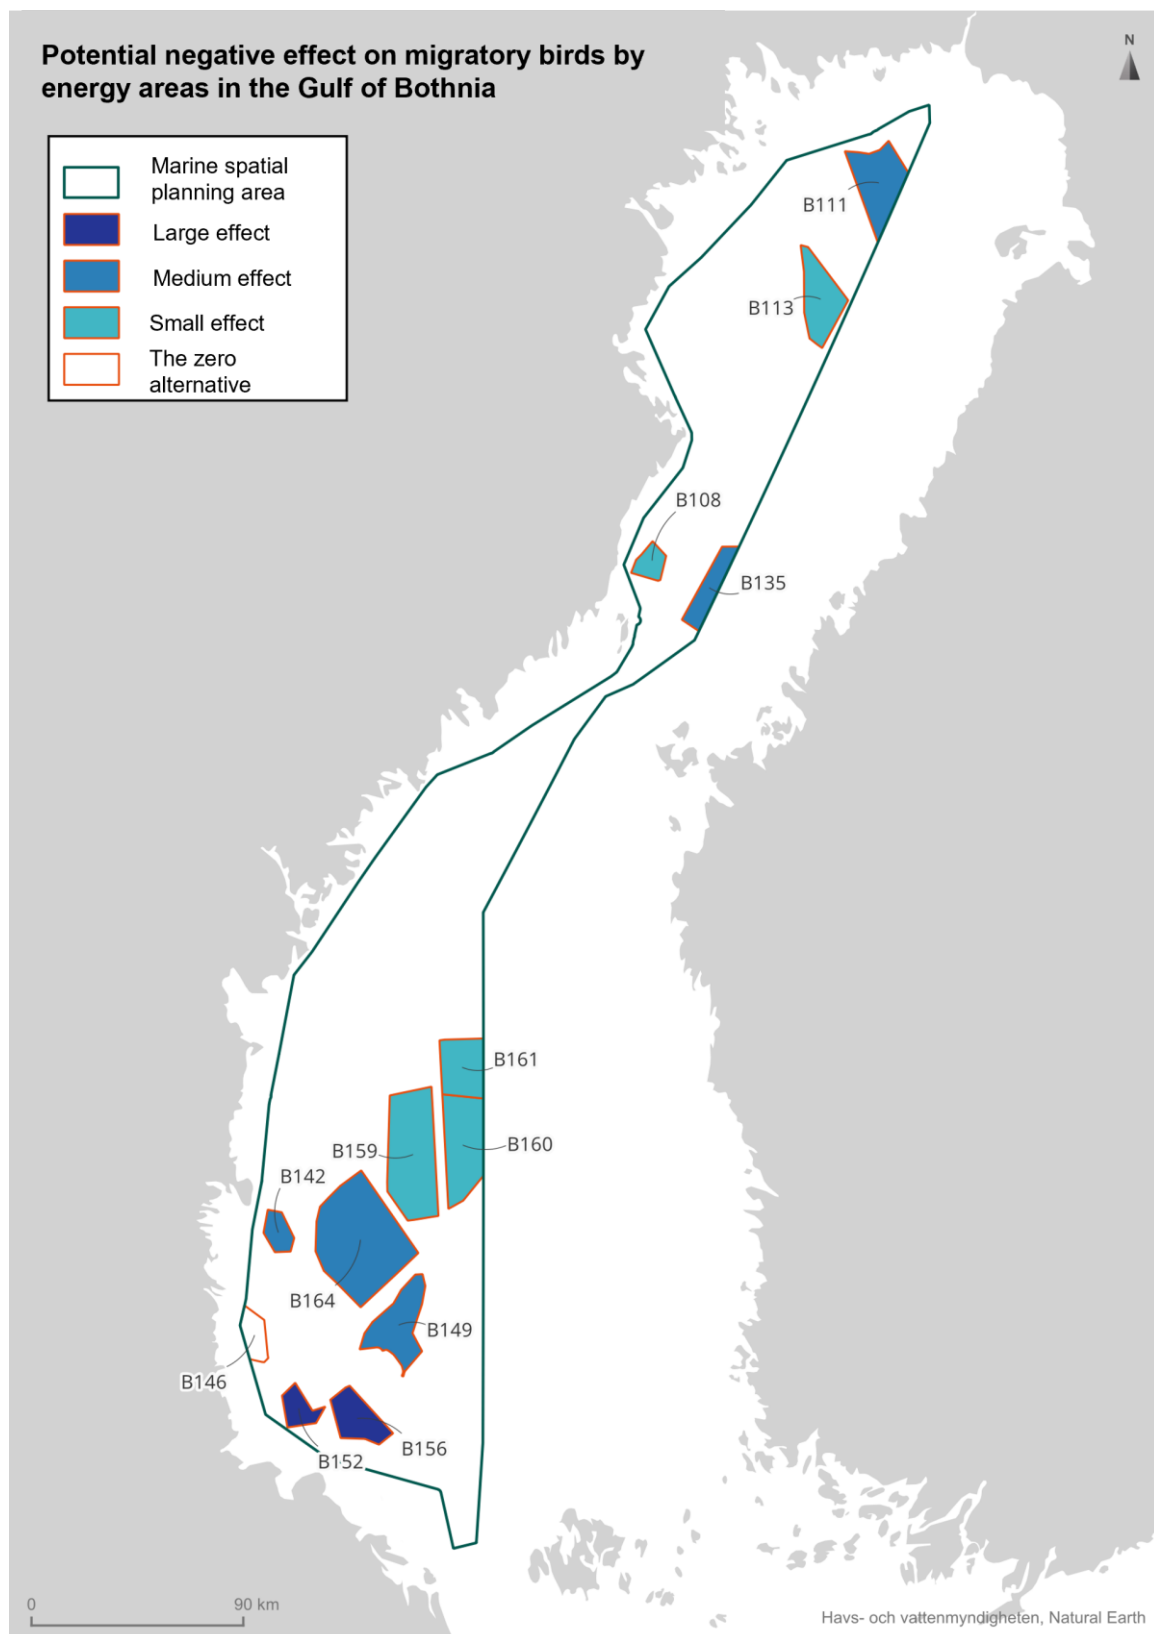 Potential negative effect on migratory birds by
energy areas in the Gulf of Bothnia
N
Marine spatial
planning area
Large effect
Medium effect
Small effect
The zero
alternative
B111
B113
B108
B135
B161
B160
B159
B142
B164
B149
B146
B156
B152
0
90 km
Havs- och vattenmyndigheten, Natural Earth